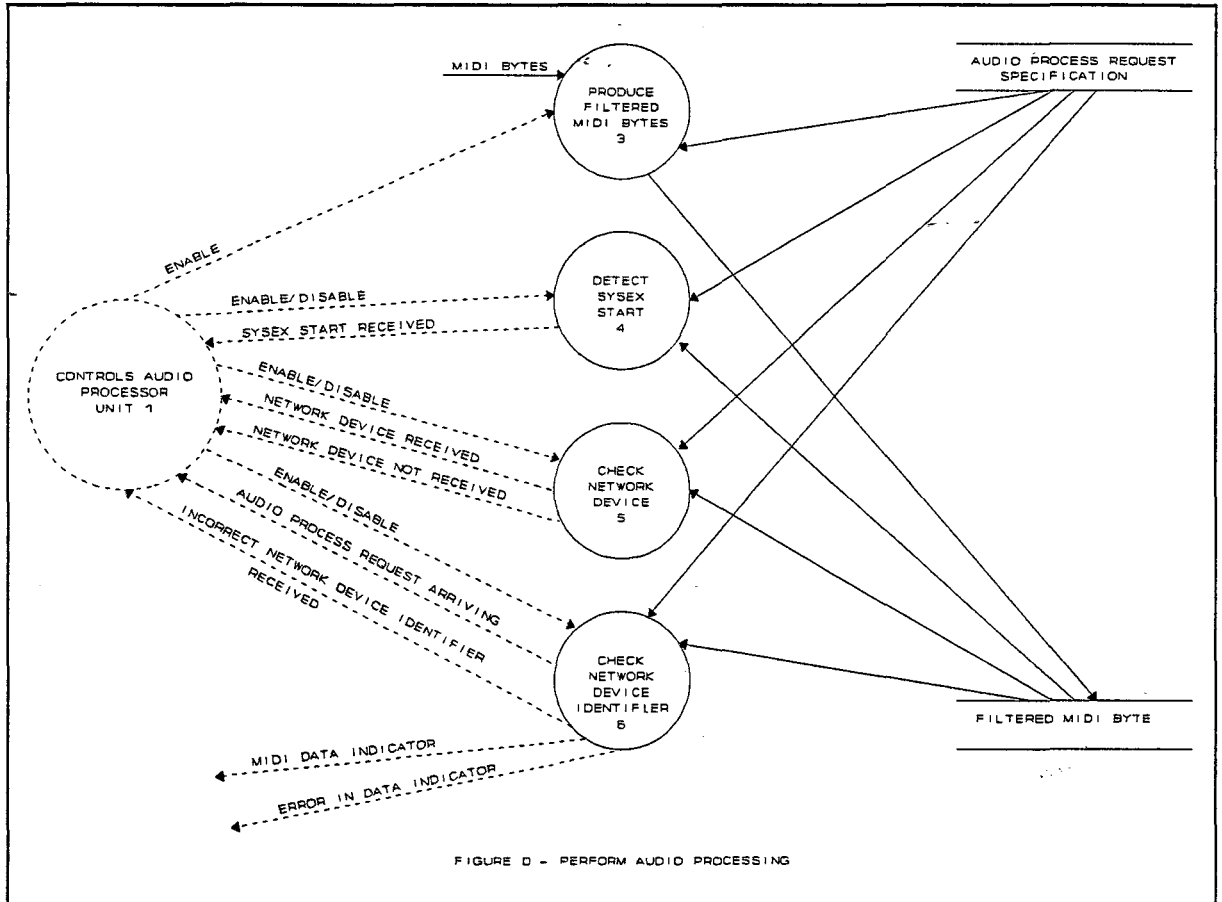 MIDI BYTES
PRODUCE
FILTERED
MIDI BYTES
3
AUDIO PROCESS REQUEST
SPECIFICATION
ENABLE
ENABLE/DISABLE
SYSEX START RECEIVED
DETECT
SYSEX
START
4
CONTROLS AUDIO
PROCESSOR
UNIT 1
ENABLE/DISABLE
NETWORK DEVICE RECEIVED
NETWORK DEVICE NOT RECEIVED
CHECK
NETWORK
DEVICE
5
ENABLE/DISABLE
AUDIO PROCESS REQUEST ARRIVING
INCORRECT NETWORK DEVICE IDENTIFIER
RECEIVED
CHECK
NETWORK
DEVICE
IDENTIFIER
6
FILTERED MIDI BYTE
MIDI DATA INDICATOR
ERROR IN DATA INDICATOR
FIGURE D - PERFORM AUDIO PROCESSING